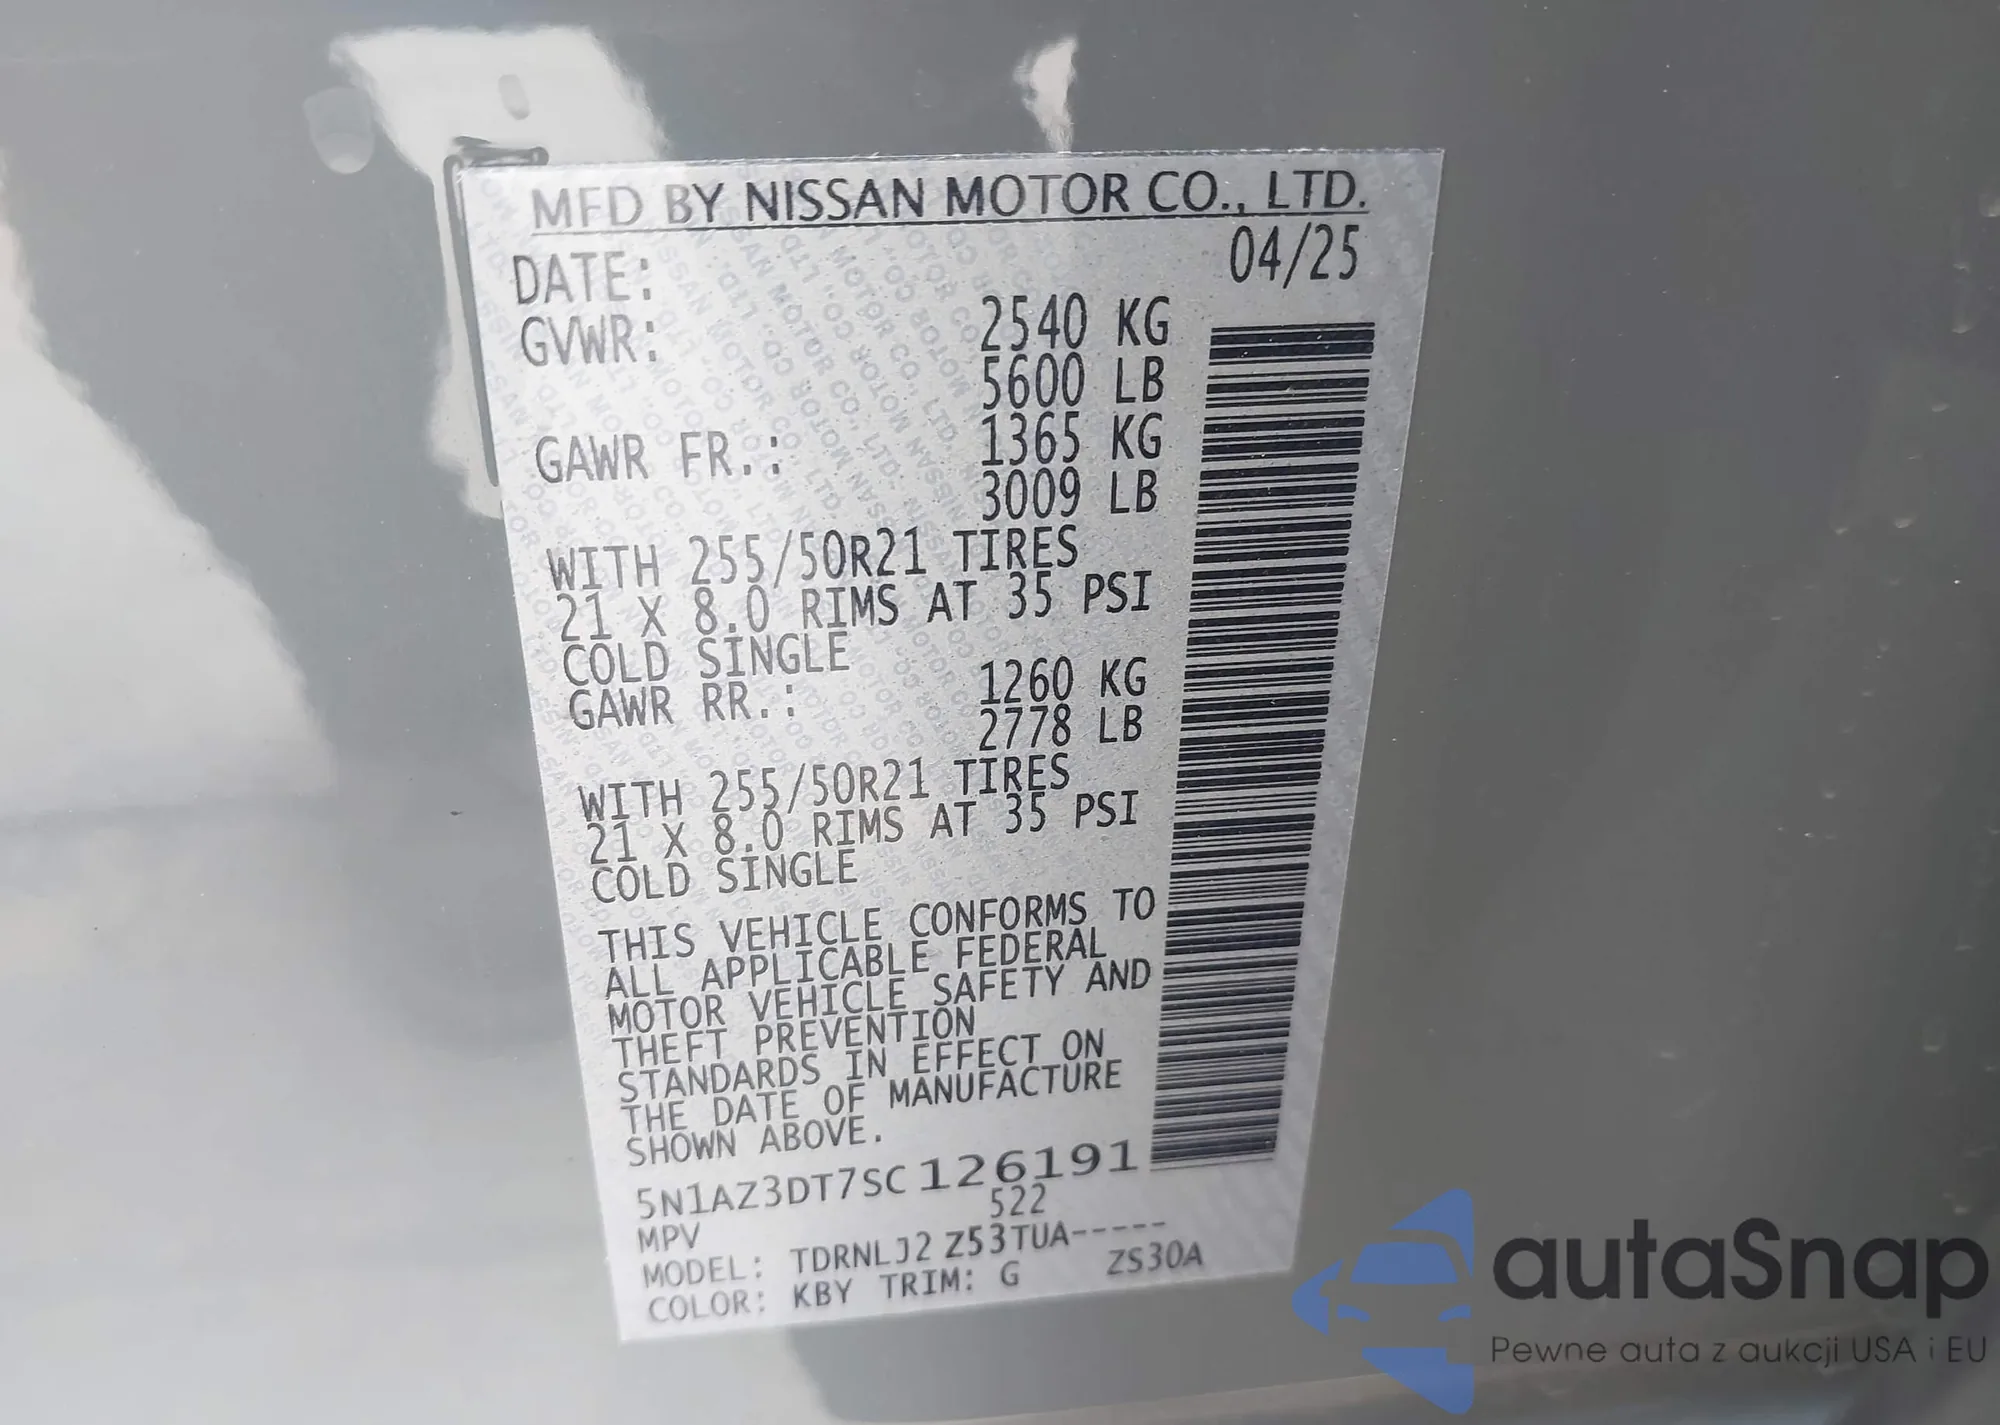 MFD BY NISSAN MOTOR CO., LTD.
DATE: 04/25
GVWR: 2540 KG
5600 LB
GAWR FR.: 1365 KG
3009 LB
WITH 255/50R21 TIRES
21 X 8.0 RIMS AT 35 PSI
COLD SINGLE
GAWR RR.: 1260 KG
2778 LB
WITH 255/50R21 TIRES
21 X 8.0 RIMS AT 35 PSI
COLD SINGLE
THIS VEHICLE CONFORMS TO
ALL APPLICABLE FEDERAL
MOTOR VEHICLE SAFETY AND
THEFT PREVENTION
STANDARDS IN EFFECT ON
THE DATE OF MANUFACTURE
SHOWN ABOVE.
5N1AZ3DT7SC126191
MPV 522
MODEL: TDRNLJ2 Z53TUA-----
COLOR: KBY TRIM: G ZS30A
autaSnap
Pewne auta z aukcji USA i EU